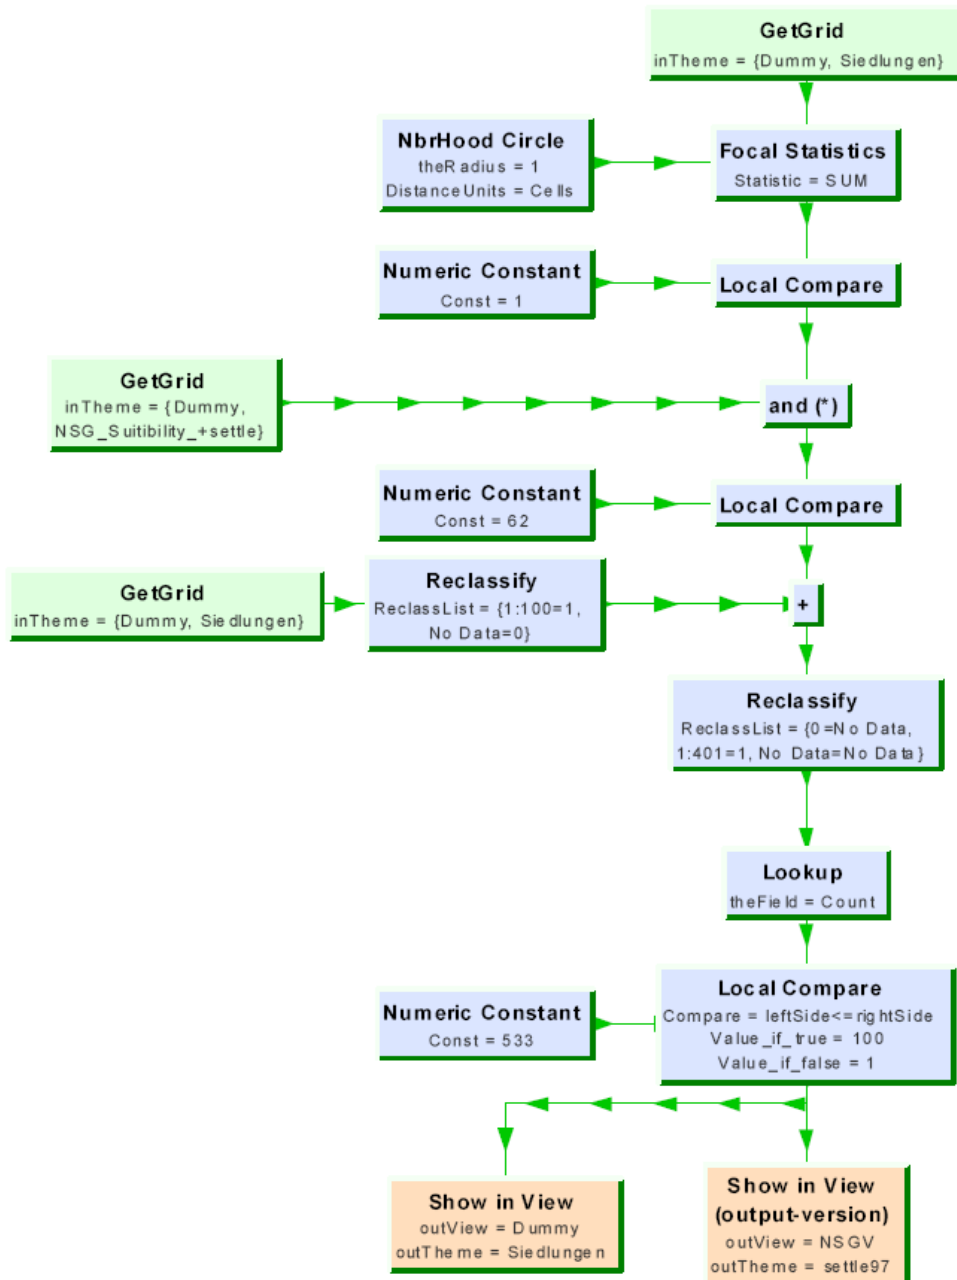 GetGrid
inTheme = {Dummy, Siedlungen}
NbrHood Circle
theRadius = 1
DistanceUnits = Cells
Focal Statistics
Statistic = SUM
Numeric Constant
Const = 1
Local Compare
GetGrid
inTheme = {Dummy,
NSG_Suitibility_+settle}
and (*)
Numeric Constant
Const = 62
Local Compare
GetGrid
inTheme = {Dummy, Siedlungen}
Reclassify
ReclassList = {1:100=1,
No Data=0}
+
Reclassify
ReclassList = {0=No Data,
1:401=1, No Data=No Data}
Lookup
theField = Count
Numeric Constant
Const = 533
Local Compare
Compare = leftSide<=rightSide
Value_if_true = 100
Value_if_false = 1
Show in View
outView = Dummy
outTheme = Siedlungen
Show in View
(output-version)
outView = NSGV
outTheme = settle97